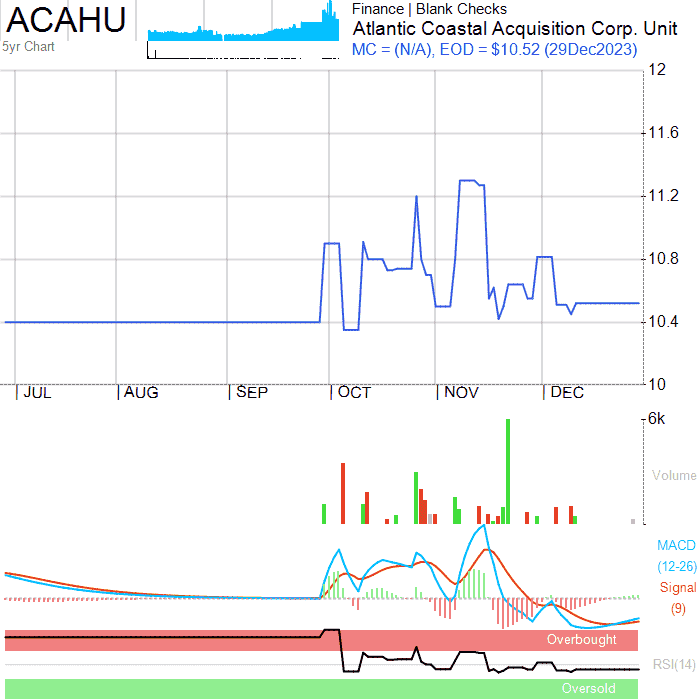 ACAHU
5yr Chart
Finance | Blank Checks
Atlantic Coastal Acquisition Corp. Unit
MC = (N/A), EOD = $10.52 (29Dec2023)
12
11.6
11.2
10.8
10.4
10
JUL AUG SEP OCT NOV DEC
6k
Volume
MACD
(12-26)
Signal
(9)
Overbought
RSI(14)
Oversold